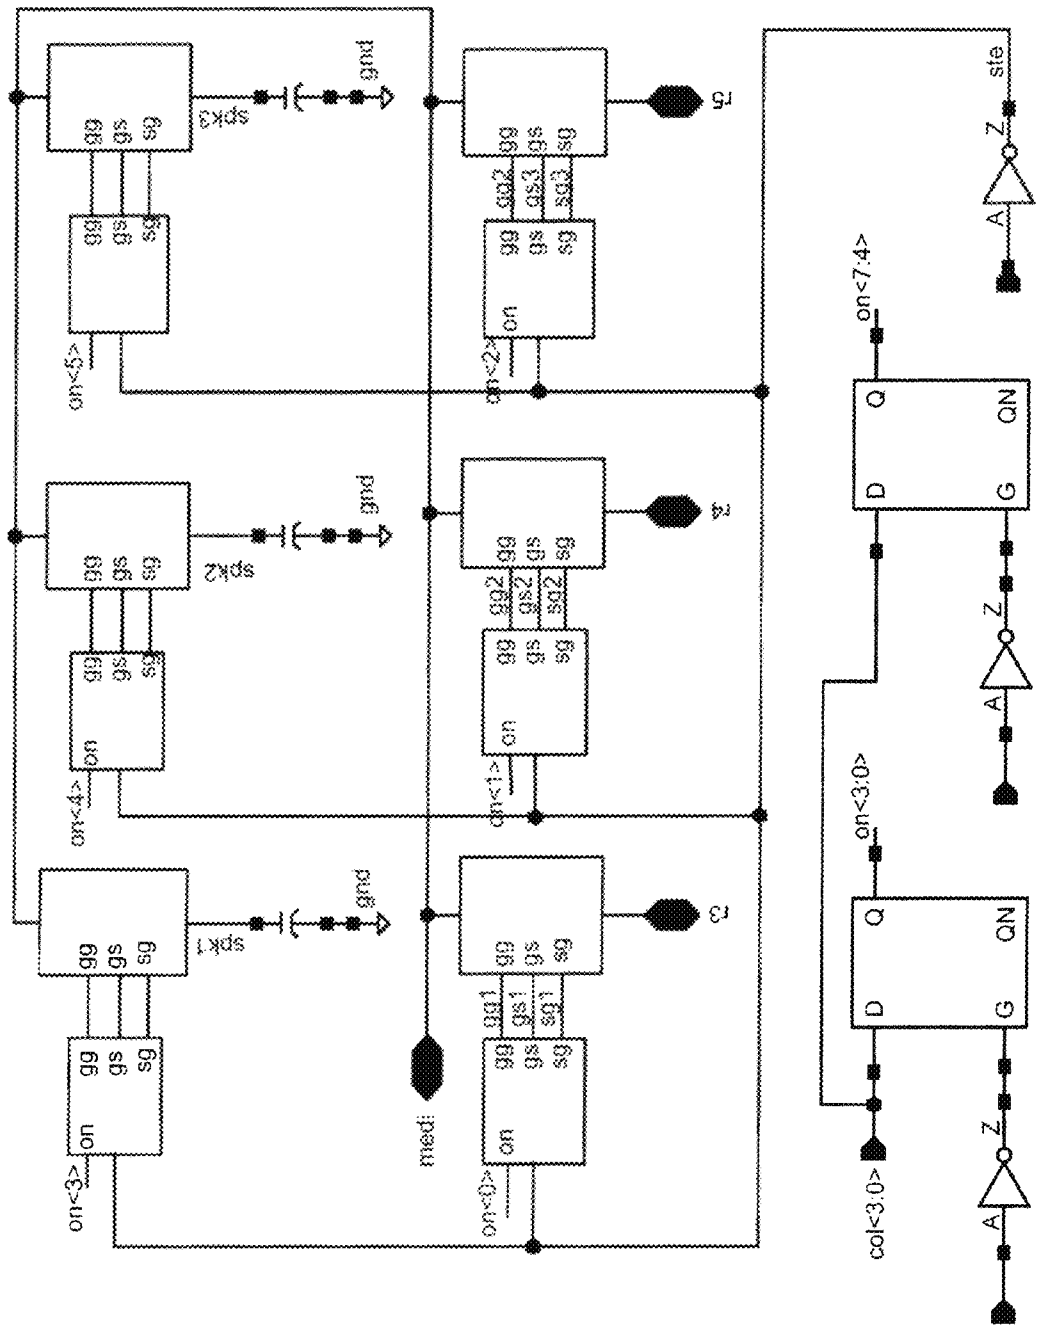 gg
gs
sg
gg
gs
sg
on<5>
spk3
gnd
gg
gs
sg
gg2
gs3
sg3
gg
gs
sg
on
on<2>
r5
ste
Z
A
gg
gs
sg
gg
gs
sg
on
on<4>
spk2
gnd
gg
gs
sg
gg2
gs2
sg2
gg
gs
sg
on
on<1>
r4
on<7:4>
Q
QN
D
G
Z
A
gg
gs
sg
gg
gs
sg
on
on<3>
spk1
gnd
medi
gg
gs
sg
gg1
gs1
sg1
gg
gs
sg
on
on<0>
r3
on<3:0>
Q
QN
D
G
col<3:0>
Z
A